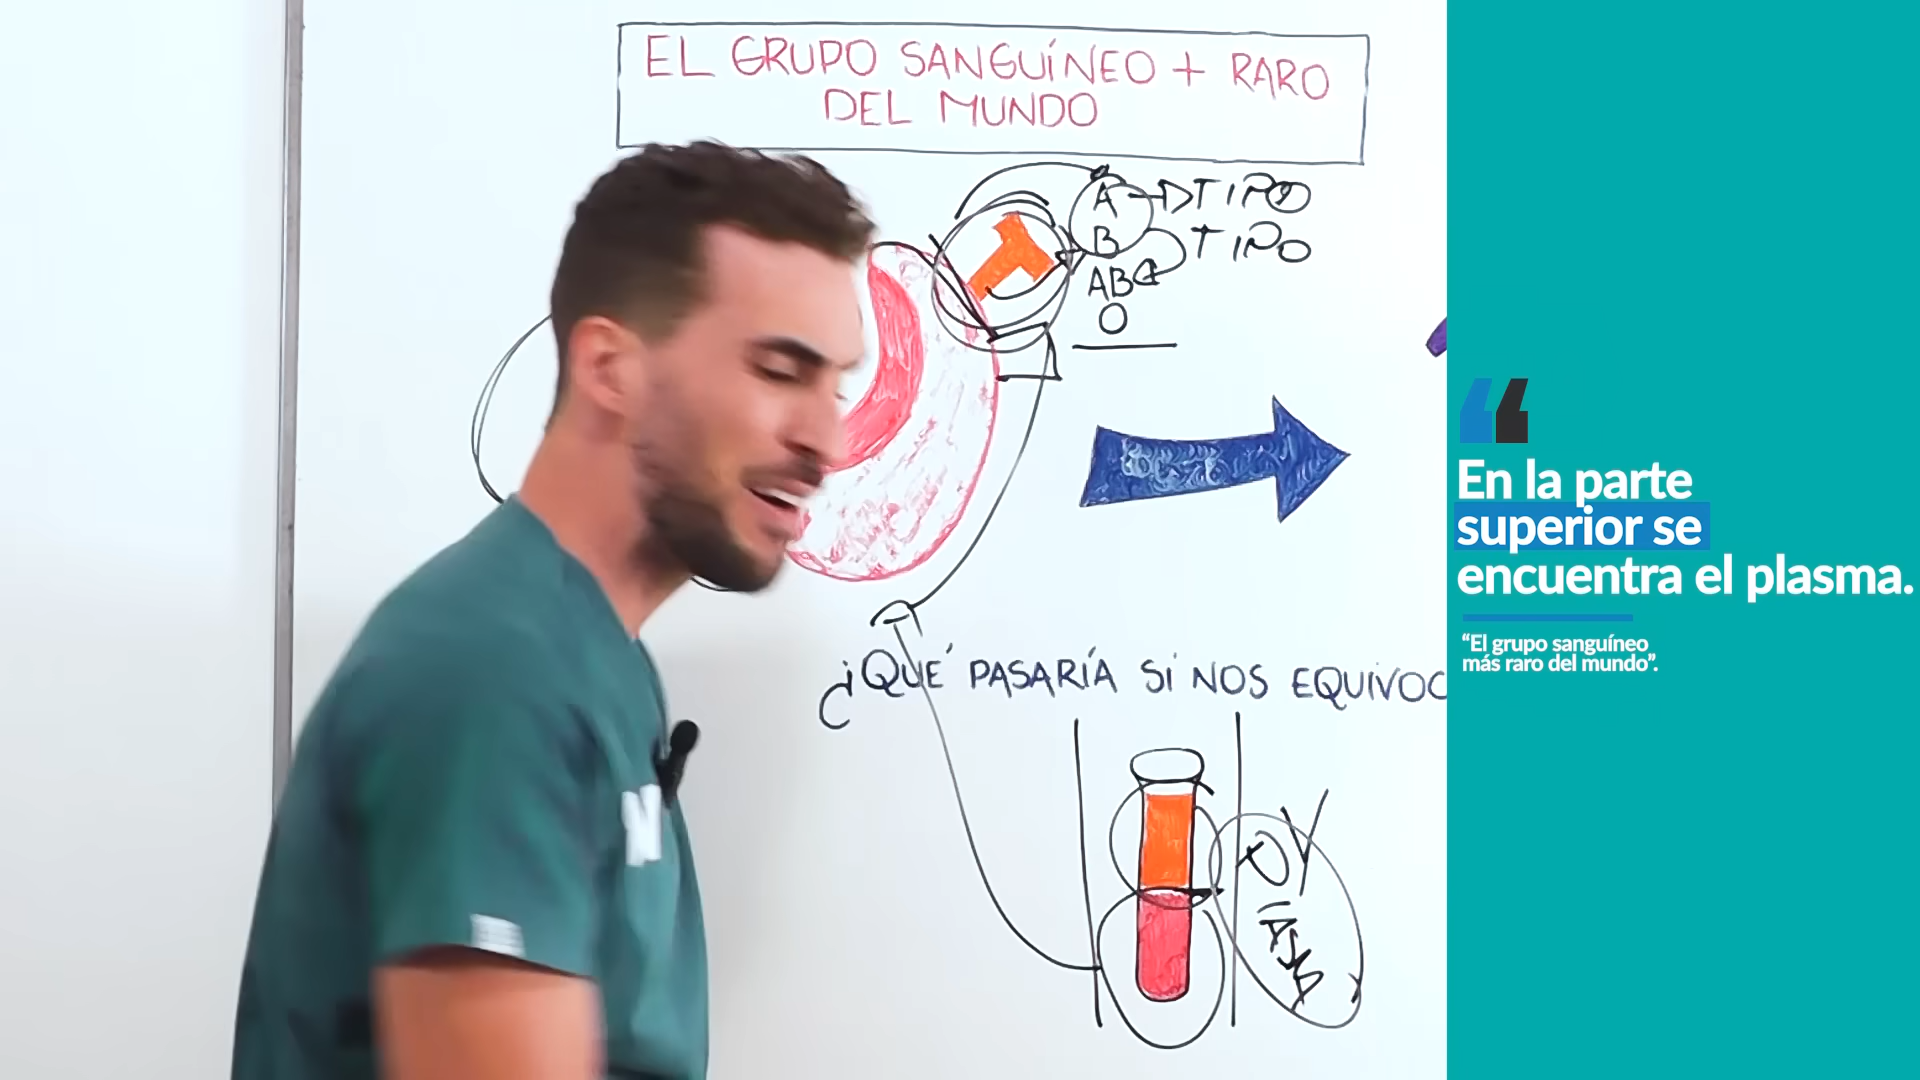 EL GRUPO SANGUÍNEO + RARO
DEL MUNDO
A TIPO
B TIPO
AB
O
¿QUÉ PASARÍA SI NOS EQUIVOC
PLASMA
“
En la parte
superior se
encuentra el plasma.
“El grupo sanguíneo
más raro del mundo”.